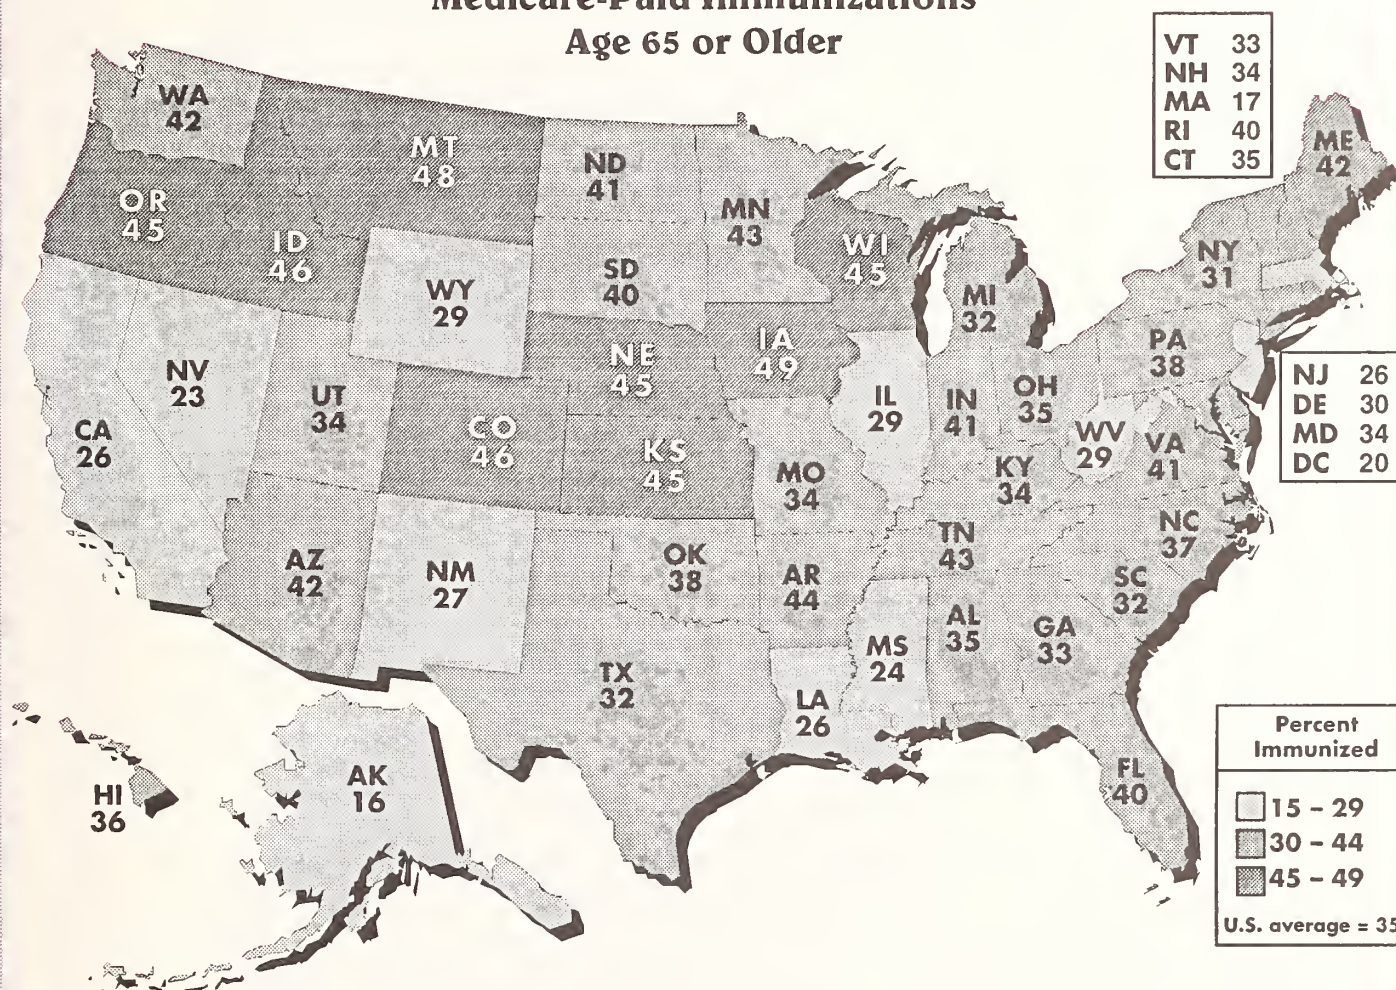 Medicare-Paid Immunizations
Age 65 or Older
VT 33
NH 34
MA 17
RI 40
CT 35
WA
42
MT
48
ND
41
MN
43
ME
42
OR
45
ID
46
WY
29
SD
40
WI
45
MI
32
NY
31
NV
23
UT
34
CO
46
NE
45
IA
49
IL
29
IN
41
OH
35
PA
38
NJ 26
DE 30
MD 34
DC 20
CA
26
KS
45
MO
34
KY
34
WV
29
VA
41
AZ
42
NM
27
OK
38
AR
44
TN
43
NC
37
SC
32
TX
32
LA
26
MS
24
AL
35
GA
33
FL
40
HI
36
AK
16
Percent
Immunized
15 – 29
30 – 44
45 – 49
U.S. average = 35